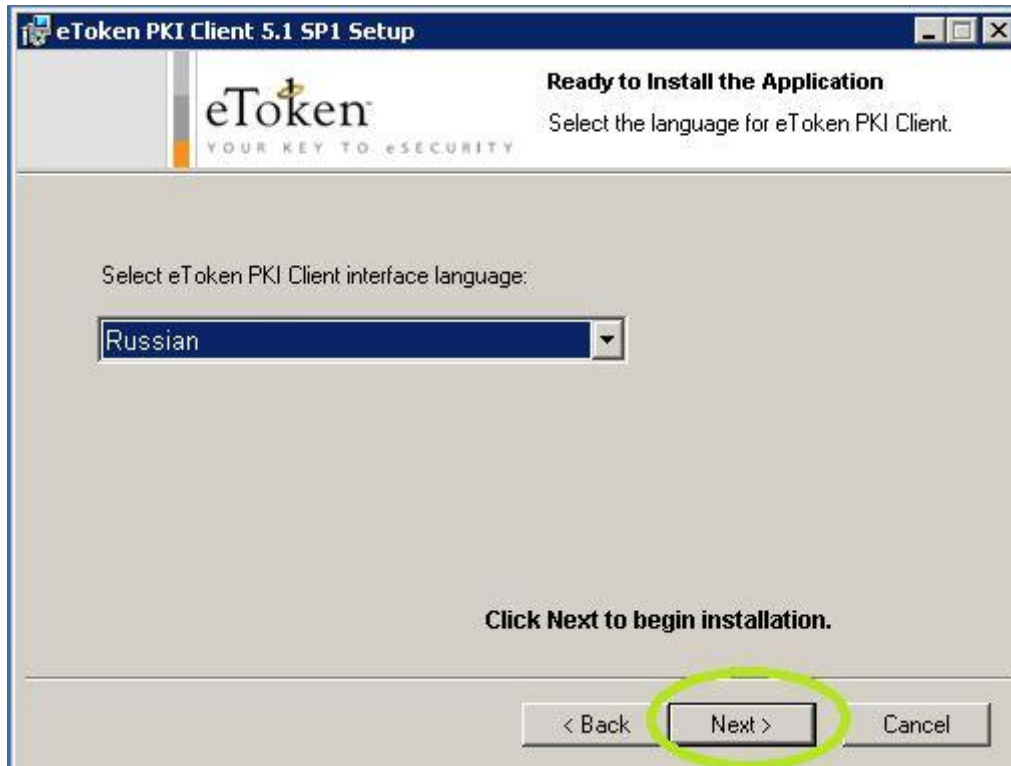 eToken PKI Client 5.1 SP1 Setup
eToken
YOUR KEY TO eSECURITY
Ready to Install the Application
Select the language for eToken PKI Client.
Select eToken PKI Client interface language:
Russian
Click Next to begin installation.
< Back
Next >
Cancel